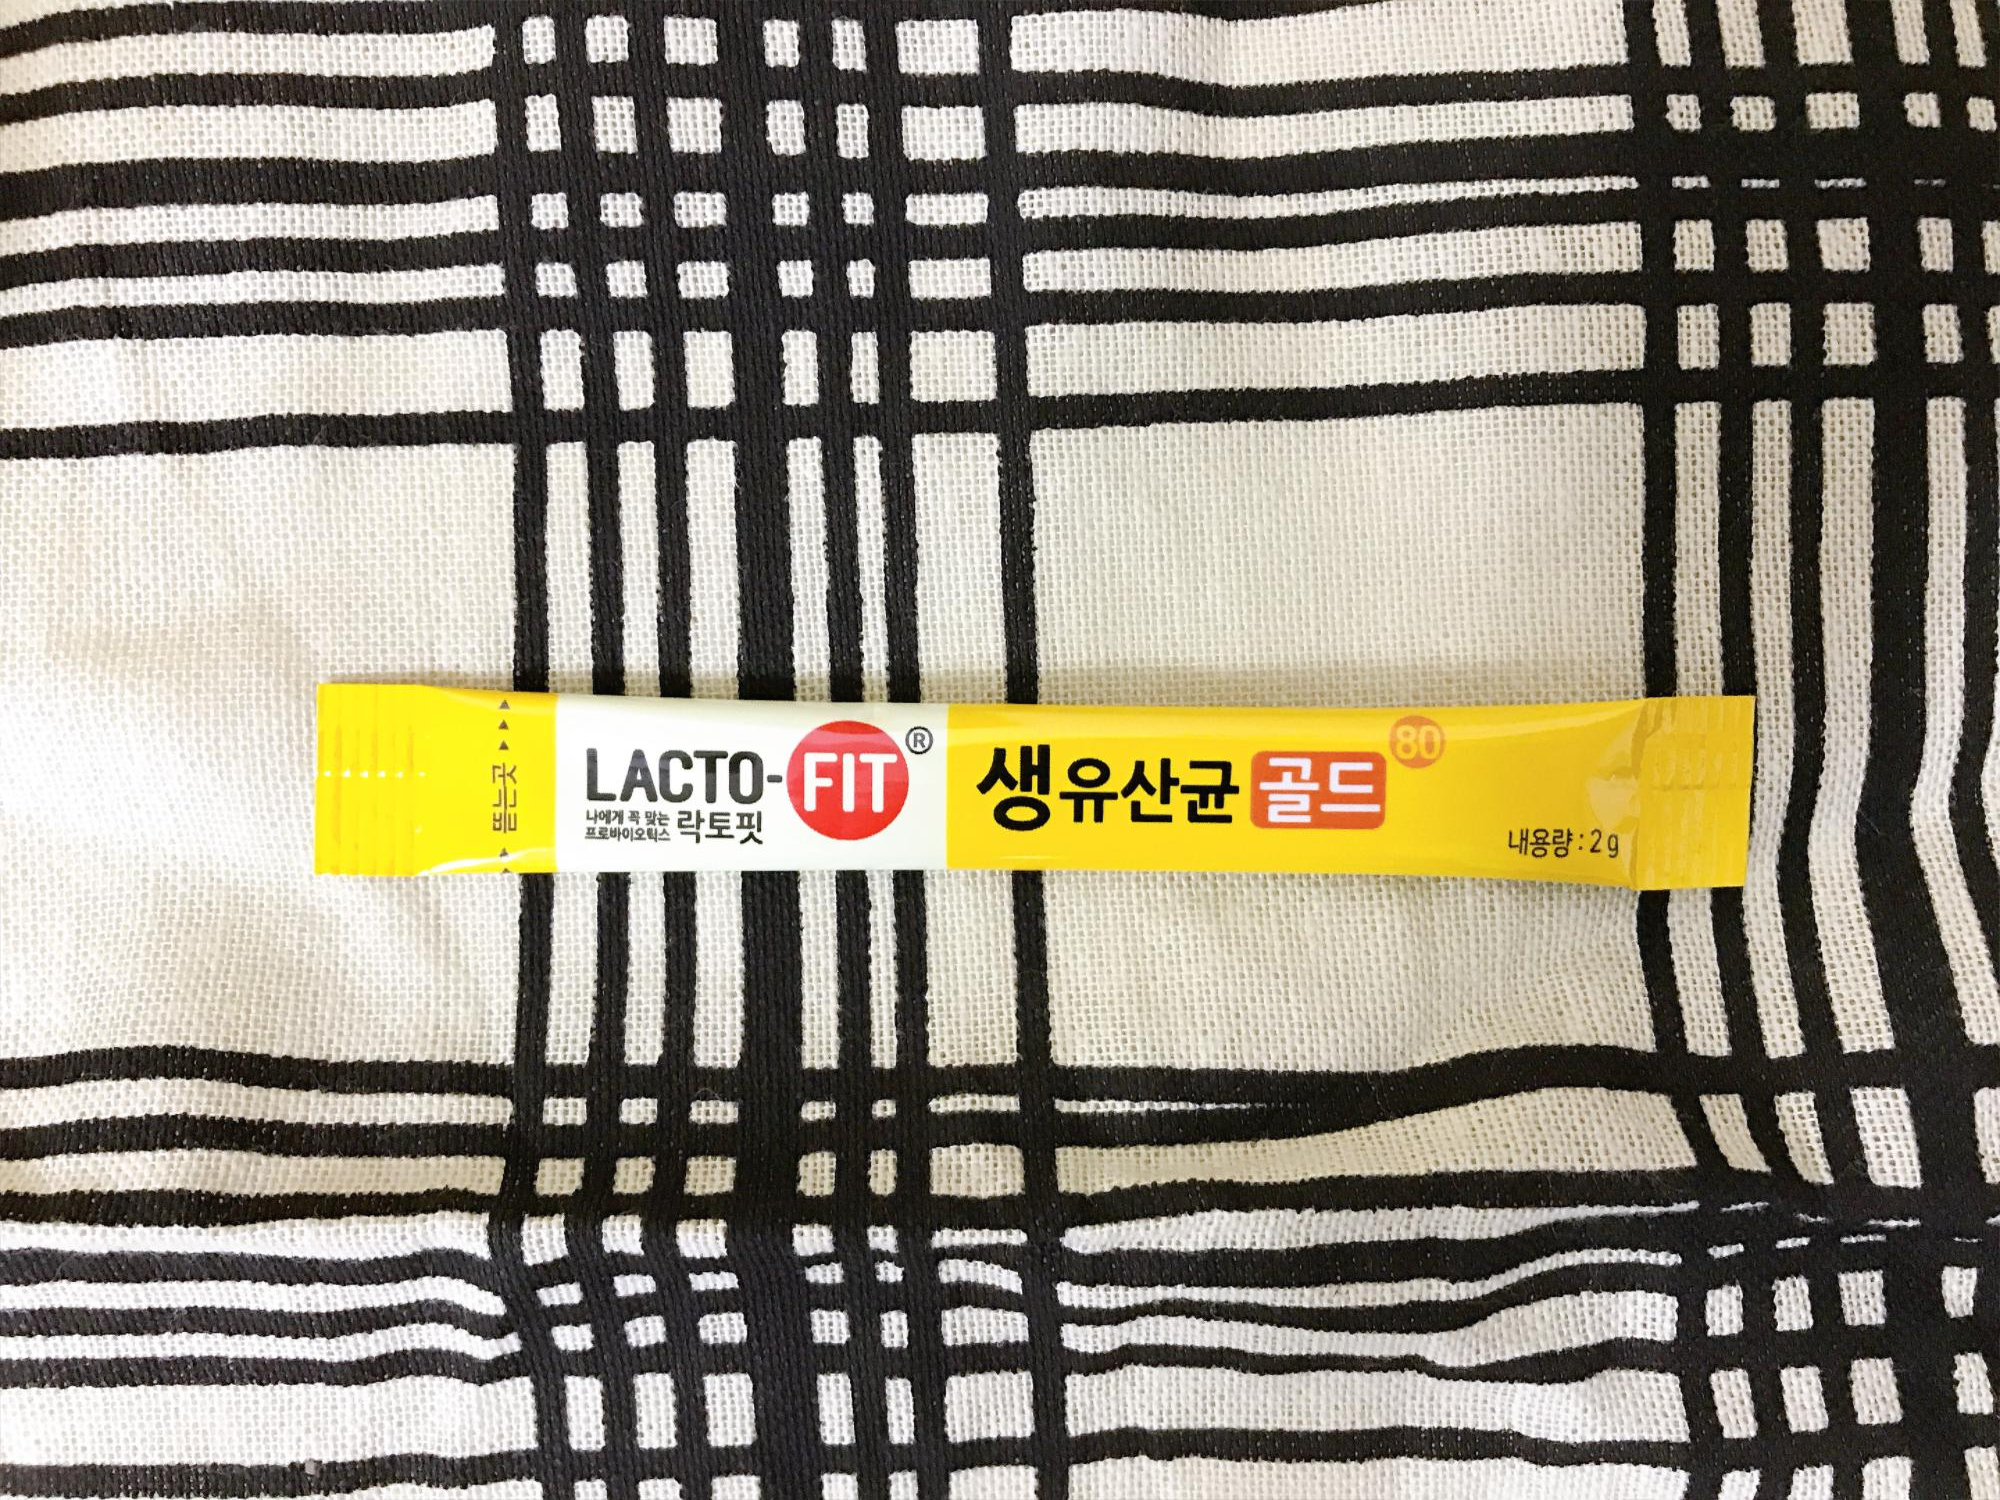 뜯는곳
LACTO-FIT®
나에게 꼭 맞는
프로바이오틱스 락토핏
생유산균 골드 80
내용량 : 2g